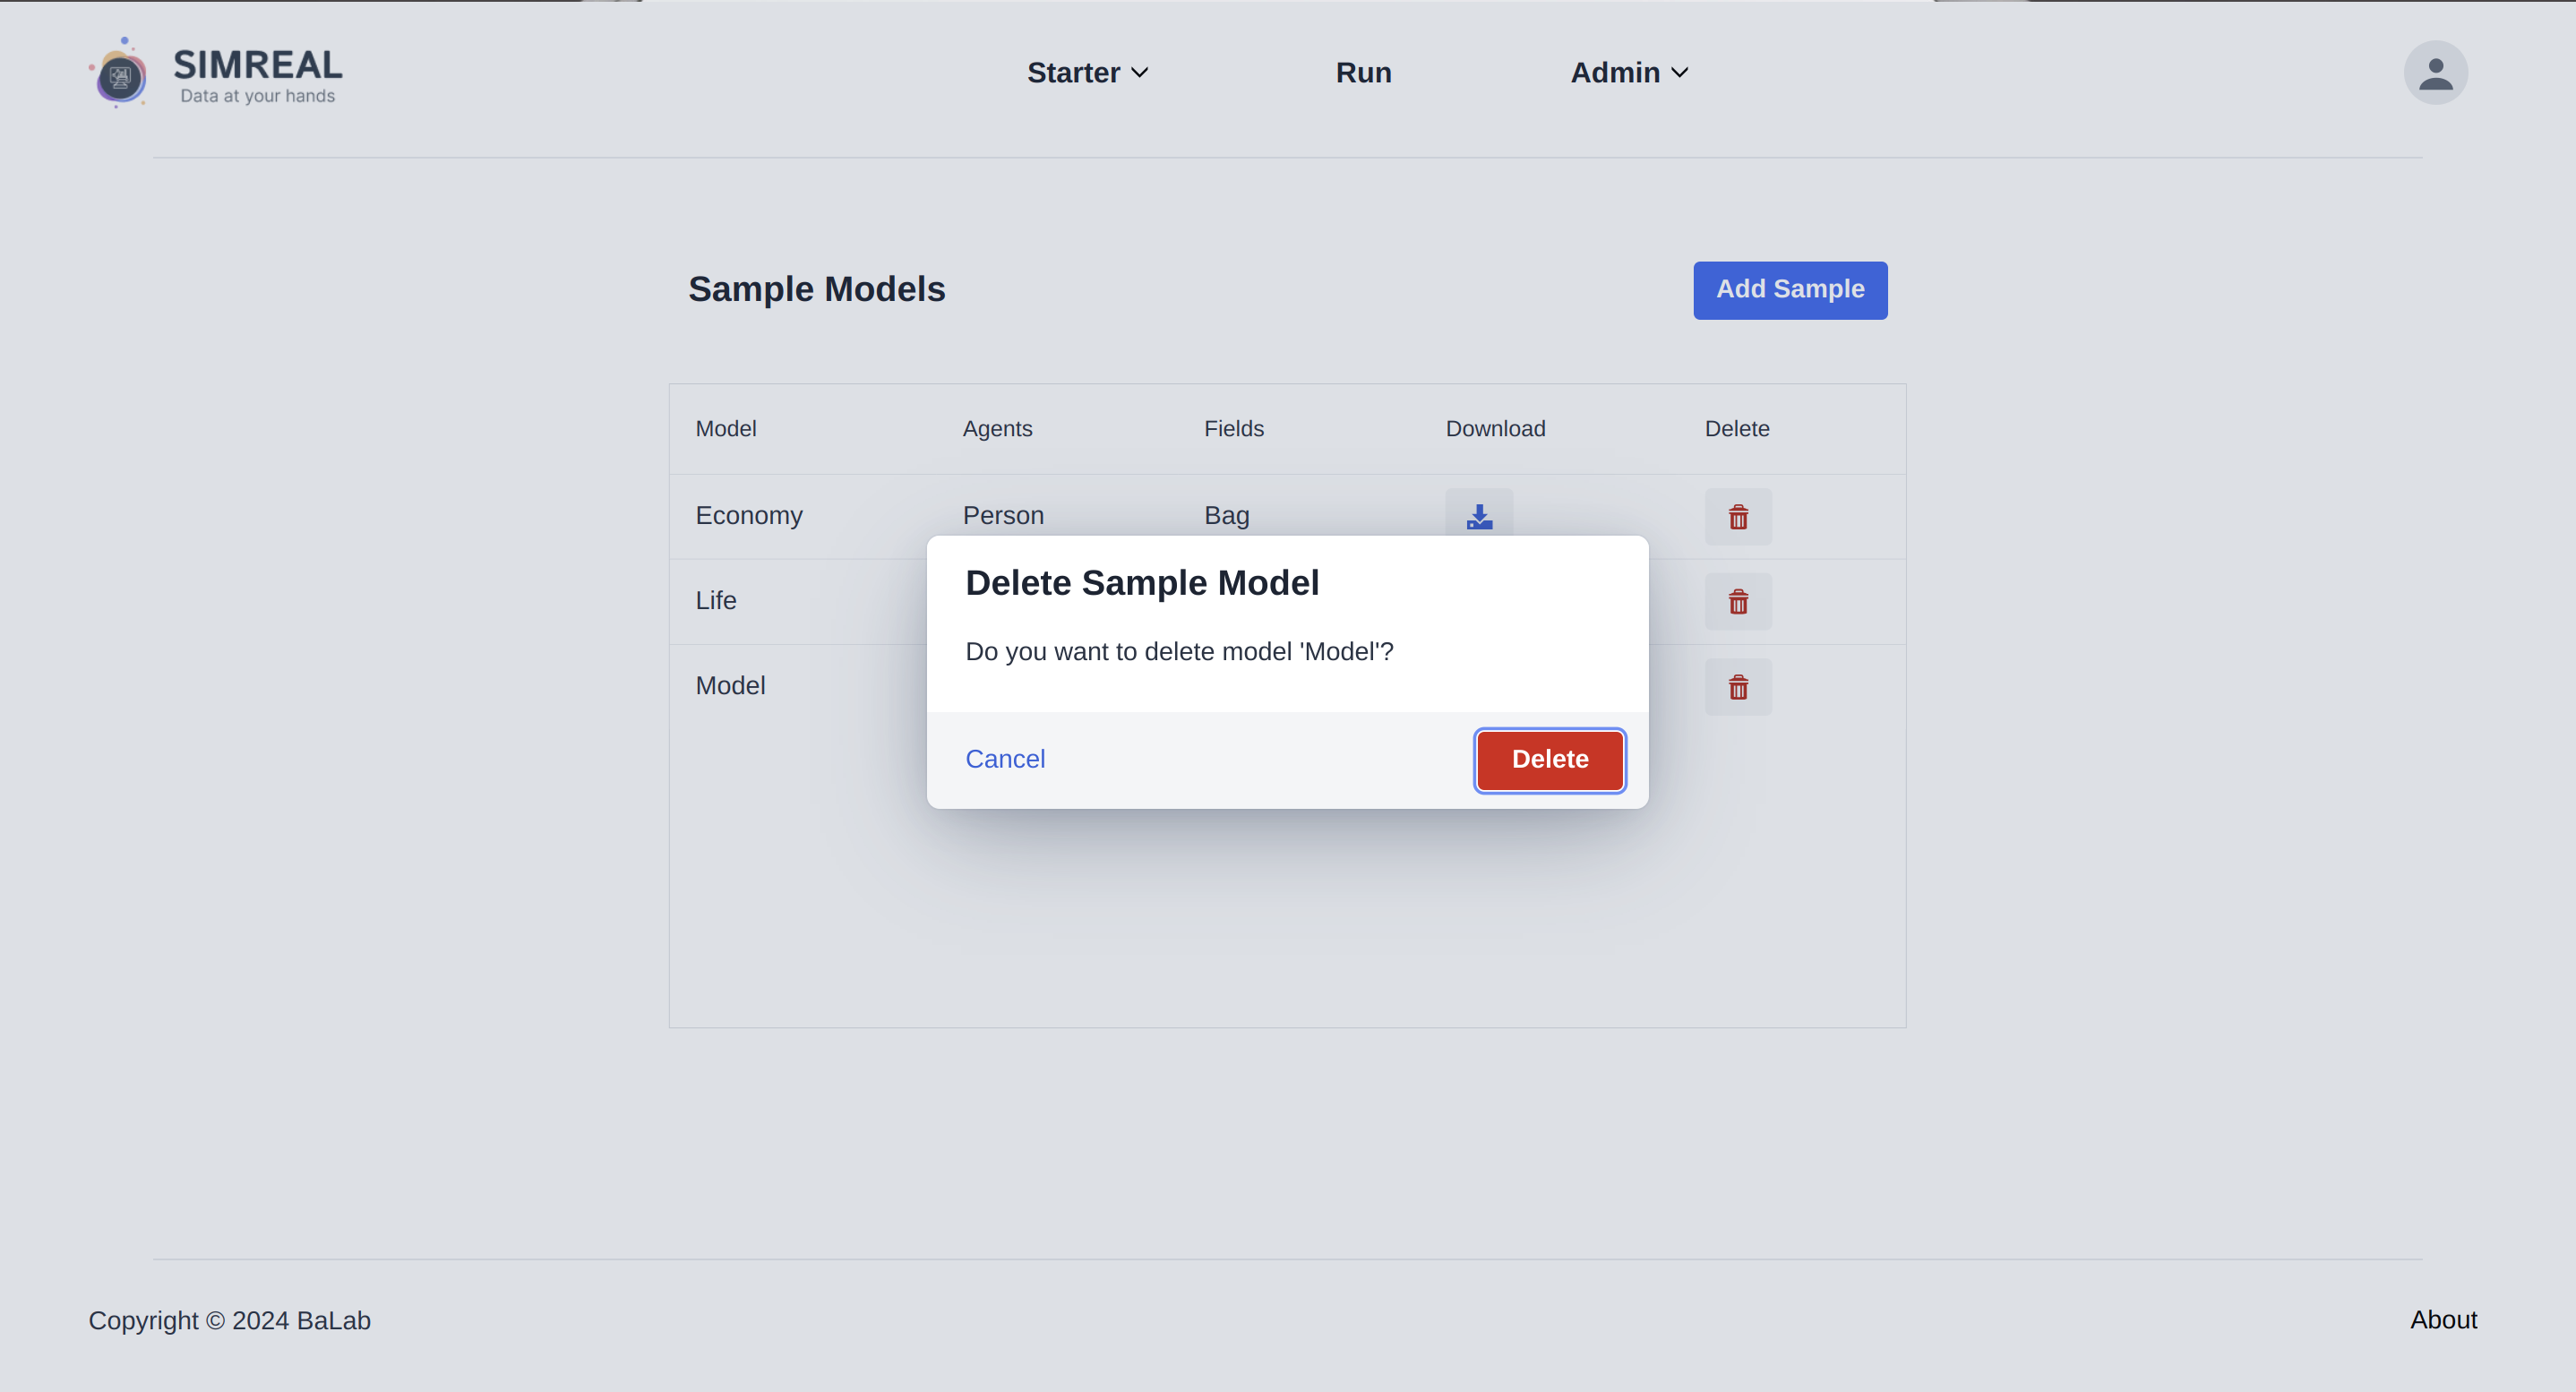 SIMREAL
Data at your hands
Starter
Run
Admin
Sample Models
Add Sample
Model Agents Fields Download Delete
Economy Person Bag
Life
Model
Delete Sample Model
Do you want to delete model 'Model'?
Cancel
Delete
Copyright © 2024 BaLab
About